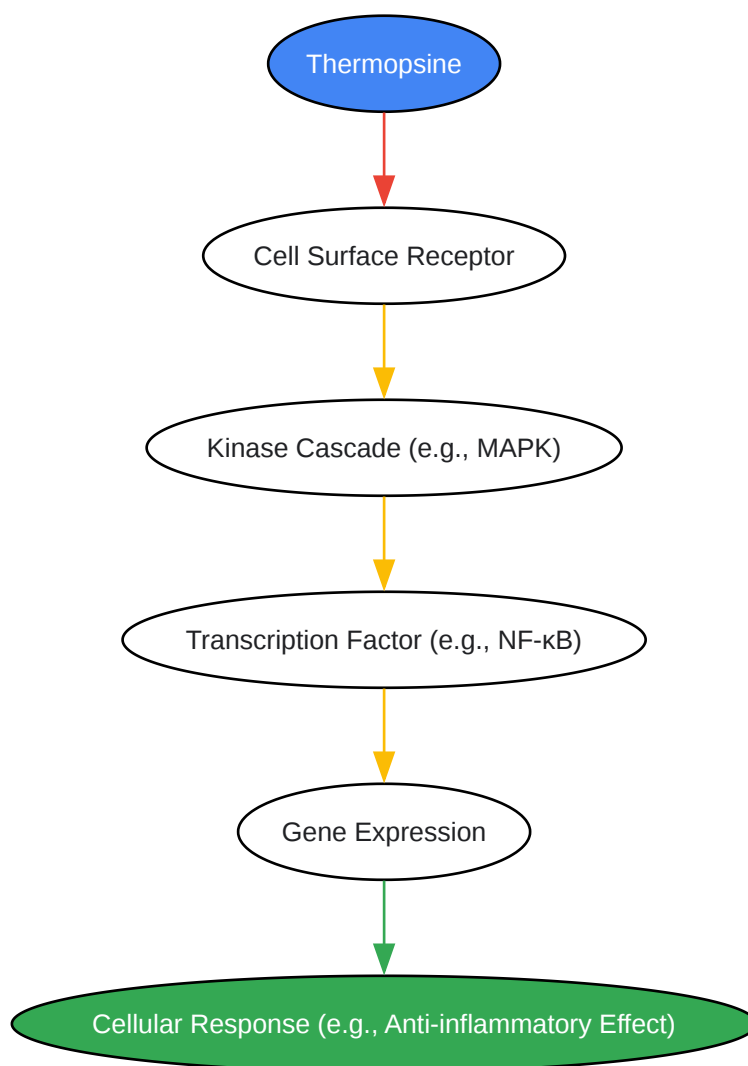 Thermopsine
Cell Surface Receptor
Kinase Cascade (e.g., MAPK)
Transcription Factor (e.g., NF-κB)
Gene Expression
Cellular Response (e.g., Anti-inflammatory Effect)